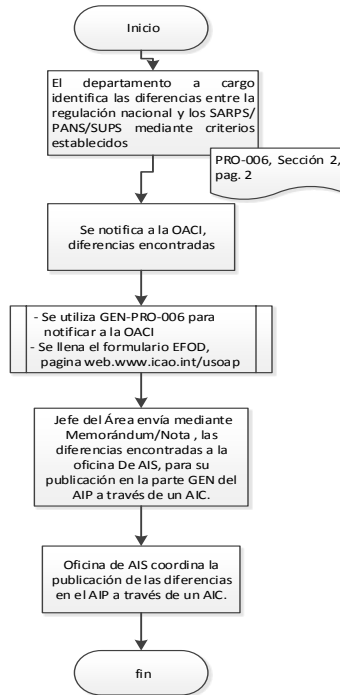 Inicio
El departamento a cargo
identifica las diferencias entre la
regulación nacional y los SARPS/
PANS/SUPS mediante criterios
establecidos
PRO-006, Sección 2,
pag. 2
Se notifica a la OACI,
diferencias encontradas
- Se utiliza GEN-PRO-006 para
notificar a la OACI
- Se llena el formulario EFOD,
pagina web.www.icao.int/usoap
Jefe del Área envía mediante
Memorándum/Nota , las
diferencias encontradas a la
oficina De AIS, para su
publicación en la parte GEN del
AIP a través de un AIC.
Oficina de AIS coordina la
publicación de las diferencias
en el AIP a través de un AIC.
fin